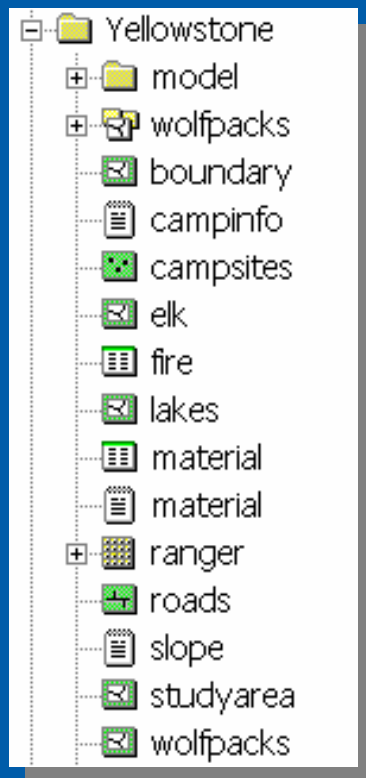 Yellowstone
model
wolfpacks
boundary
campinfo
campsites
elk
fire
lakes
material
material
ranger
roads
slope
studyarea
wolfpacks